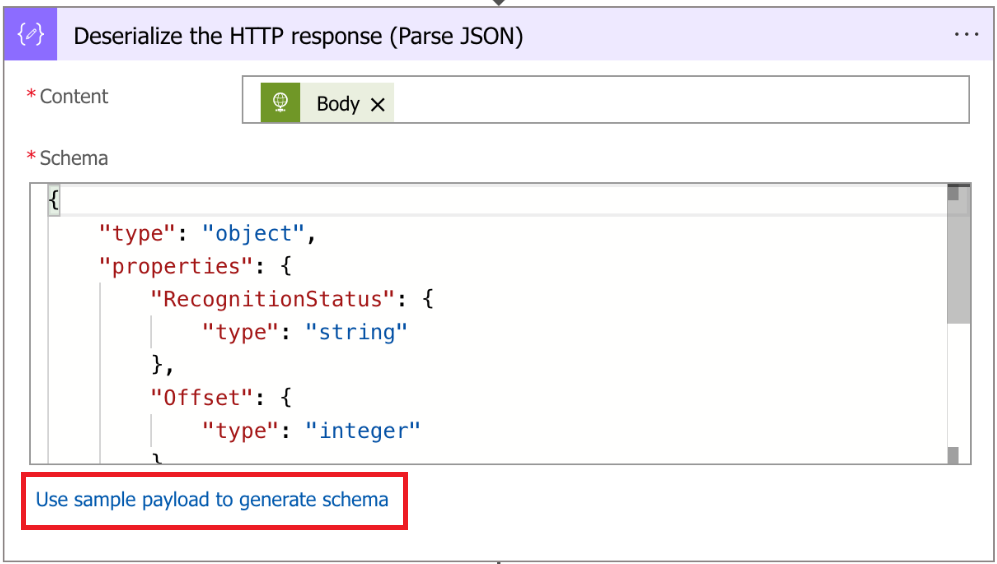 Deserialize the HTTP response (Parse JSON)
* Content
Body
* Schema
{
"type": "object",
"properties": {
"RecognitionStatus": {
"type": "string"
},
"Offset": {
"type": "integer"
}
Use sample payload to generate schema